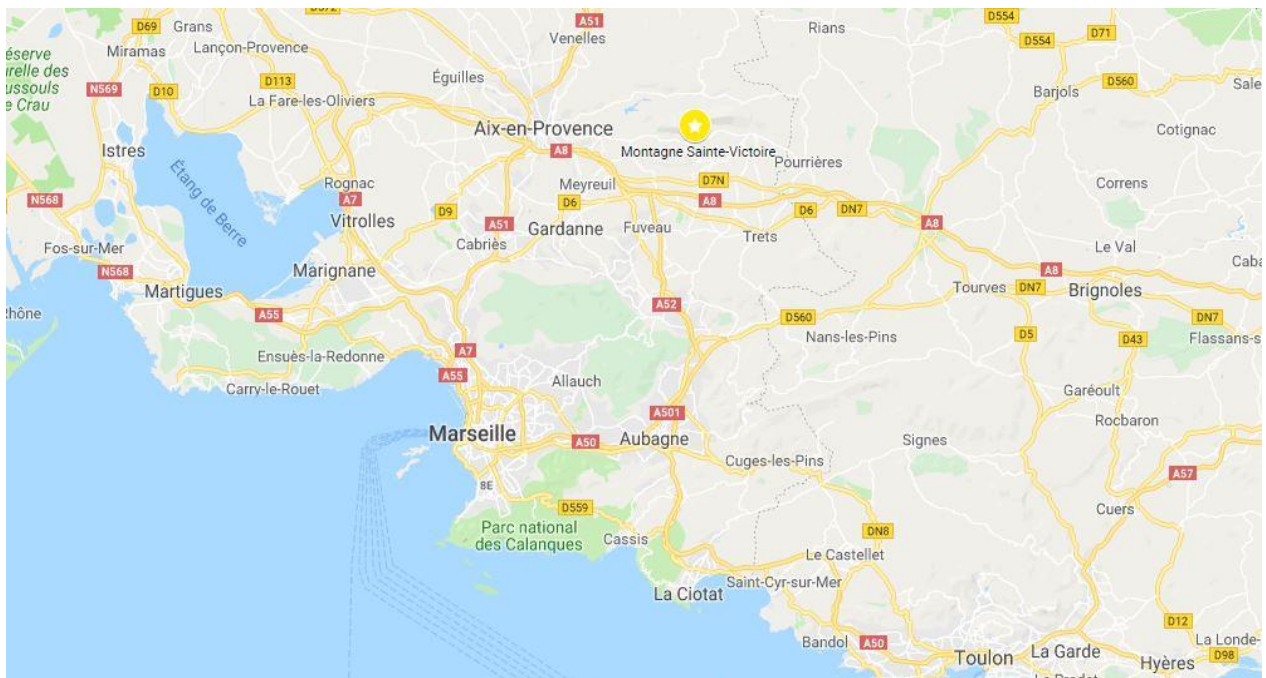 D572
A51
D554
D69
Grans
Venelles
Rians
D554
D71
Miramas
Lançon-Provence
Réserve
urelle des
ussouls
e Crau
N569
D10
D113
Éguilles
D560
Sale
La Fare-les-Oliviers
Barjols
Istres
Aix-en-Provence
Cotignac
A8
Montagne Sainte-Victoire
Pourrières
Étang de Berre
Rognac
Meyreuil
D7N
Correns
N568
A7
D9
D6
A8
D6
DN7
Vitrolles
A51
Gardanne
Fuveau
Trets
A8
Fos-sur-Mer
Cabriès
Le Val
N568
Marignane
A8
Caba
Martigues
Tourves
DN7
Brignoles
Rhône
A55
A52
D560
DN7
Nans-les-Pins
D5
D43
Flassans-s
Ensuès-la-Redonne
A7
A55
Allauch
Carry-le-Rouet
Garéoult
A501
Rocbaron
Marseille
A50
Aubagne
Signes
Cuges-les-Pins
A57
8E
D559
Cuers
Parc national
des Calanques
Cassis
DN8
Le Castellet
La Ciotat
Saint-Cyr-sur-Mer
D12
Bandol
A50
La Londe-
Toulon
La Garde
D98
Hyères
Le Pradet